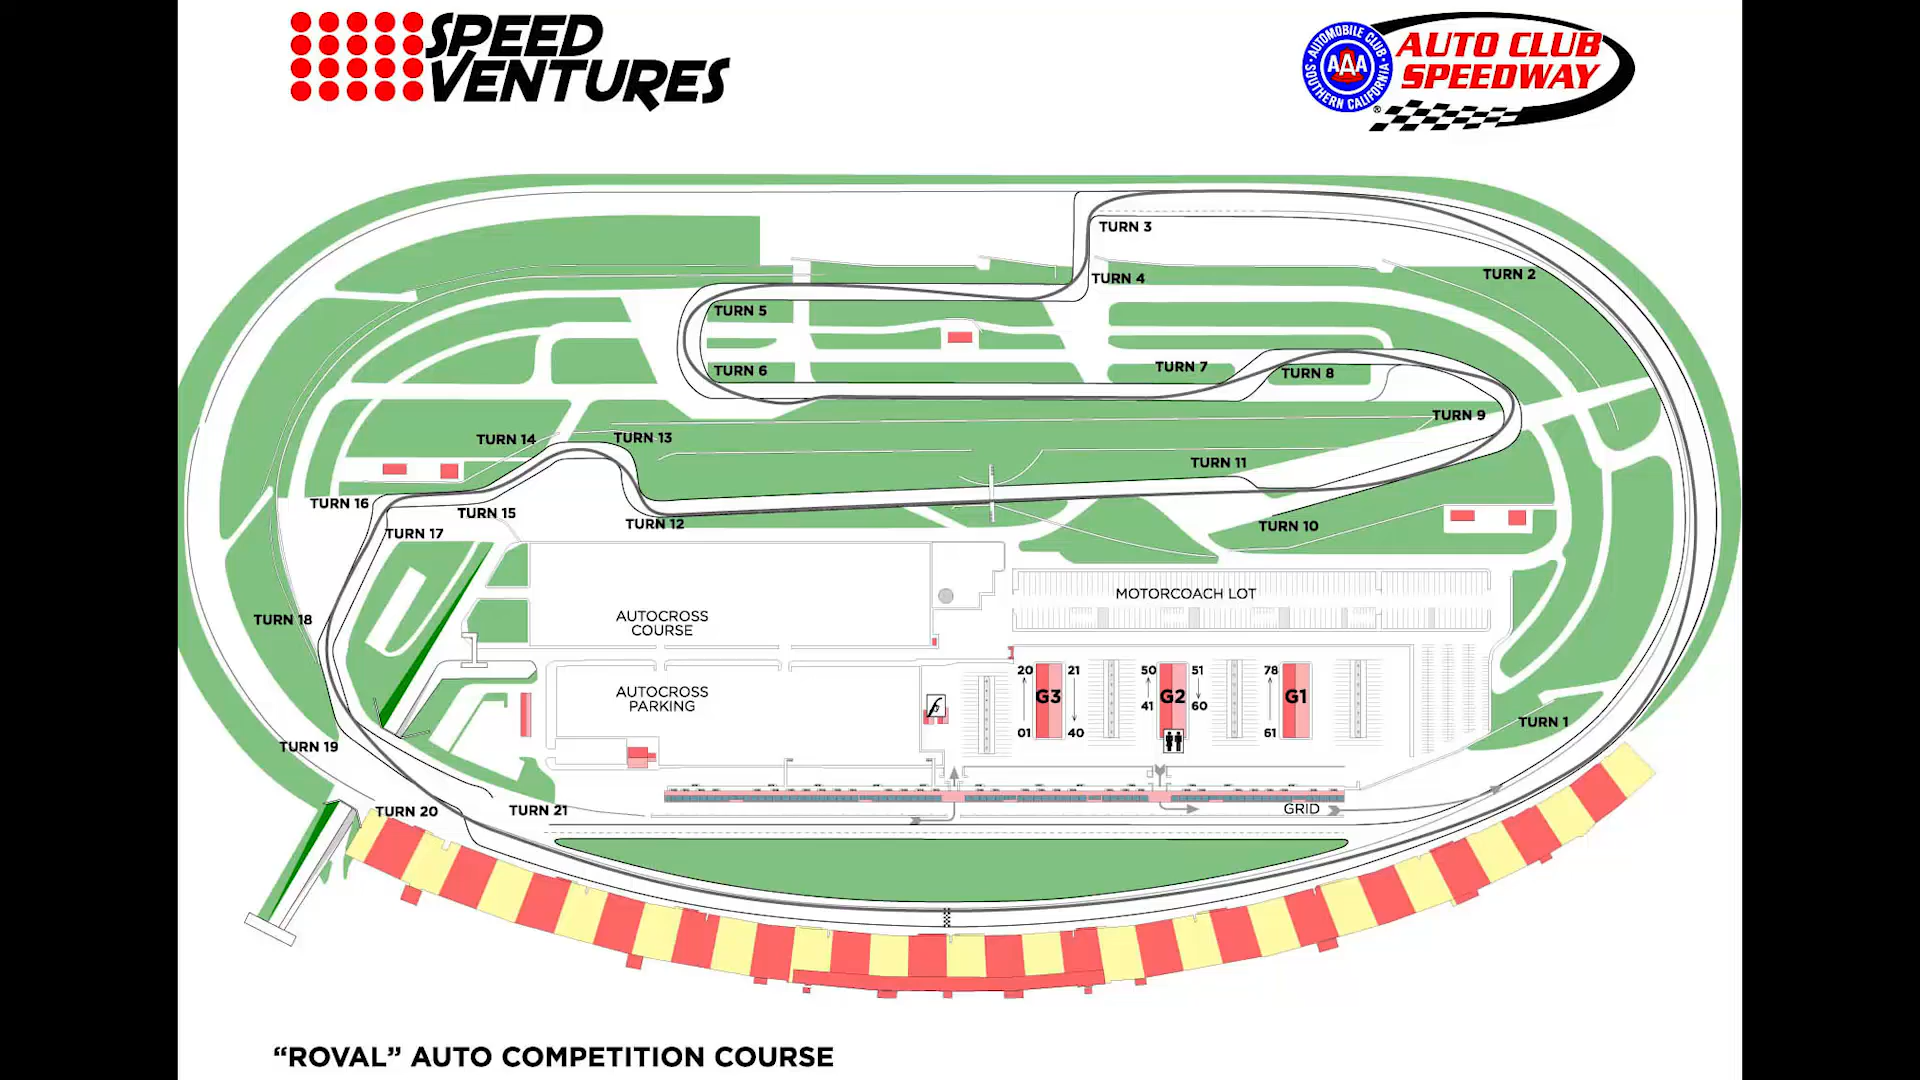 SPEED
VENTURES
AUTOMOBILE CLUB
SOUTHERN CALIFORNIA
AAA
®
AUTO CLUB
SPEEDWAY
TURN 3
TURN 2
TURN 4
TURN 5
TURN 6
TURN 7
TURN 8
TURN 9
TURN 14
TURN 13
TURN 11
TURN 16
TURN 15
TURN 12
TURN 10
TURN 17
MOTORCOACH LOT
TURN 18
AUTOCROSS
COURSE
20 21 50 51 78
G3 G2 G1
41 60
01 40 61
AUTOCROSS
PARKING
TURN 1
TURN 19
TURN 20
TURN 21
GRID
“ROVAL” AUTO COMPETITION COURSE